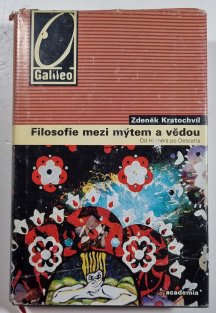 Galileo
Zdeněk Kratochvíl
Filosofie mezi mýtem a vědou
Od Homéra po Descarta
academia